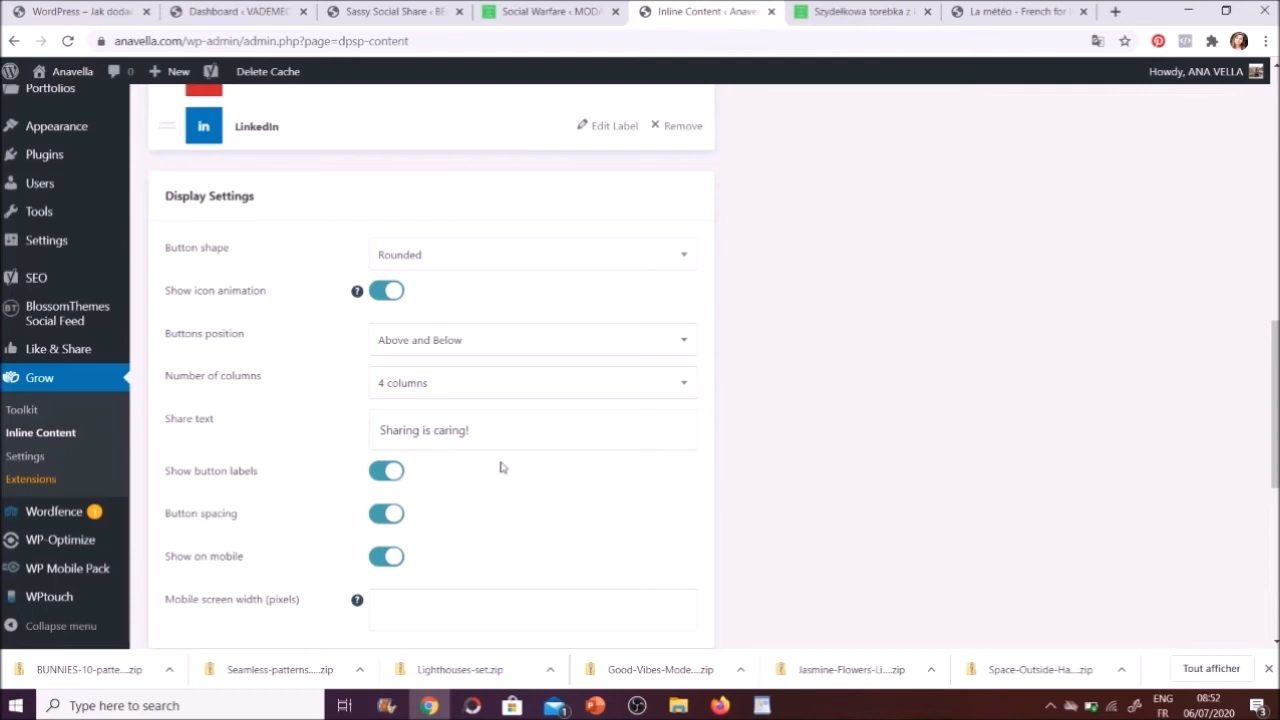 WordPress – Jak dodać
Dashboard ‹ VADEMEC
Sassy Social Share ‹ BE
Social Warfare ‹ MODA
Inline Content ‹ Anave
Szydełkowa torebka z
La météo - French for C
anavella.com/wp-admin/admin.php?page=dpsp-content
Anavella
0
New
Delete Cache
Howdy, ANA VELLA
Portfolios
Appearance
Plugins
Users
Tools
Settings
SEO
BlossomThemes
Social Feed
Like & Share
Grow
Toolkit
Inline Content
Settings
Extensions
Wordfence 1
WP-Optimize
WP Mobile Pack
WPtouch
Collapse menu
in LinkedIn
Edit Label
Remove
Display Settings
Button shape
Rounded
Show icon animation
?
Buttons position
Above and Below
Number of columns
4 columns
Share text
Sharing is caring!
Show button labels
Button spacing
Show on mobile
Mobile screen width (pixels)
?
BUNNIES-10-patte....zip
Seamless-patterns....zip
Lighthouses-set.zip
Good-Vibes-Mode....zip
Jasmine-Flowers-Li....zip
Space-Outside-Ha....zip
Tout afficher
Type here to search
ENG
FR
08:52
06/07/2020
3